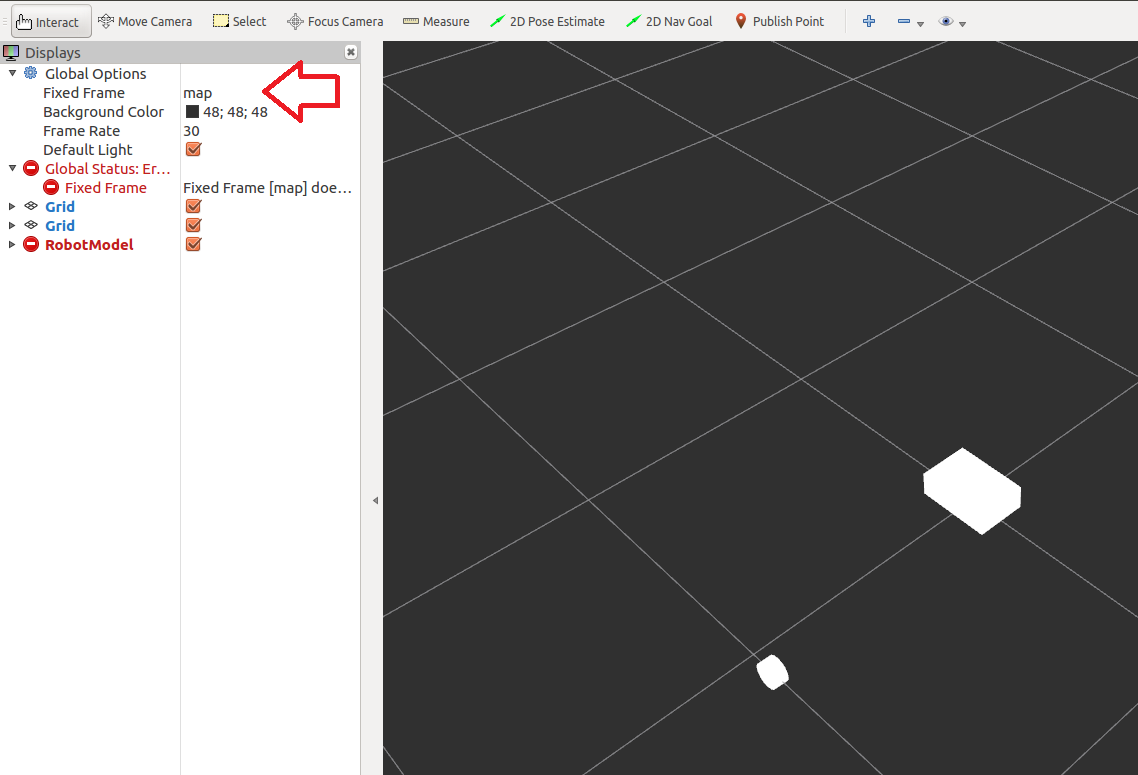 Interact Move Camera Select Focus Camera Measure 2D Pose Estimate 2D Nav Goal Publish Point
Displays
Global Options
Fixed Frame map
Background Color 48; 48; 48
Frame Rate 30
Default Light
Global Status: Er...
Fixed Frame Fixed Frame [map] doe...
Grid
Grid
RobotModel